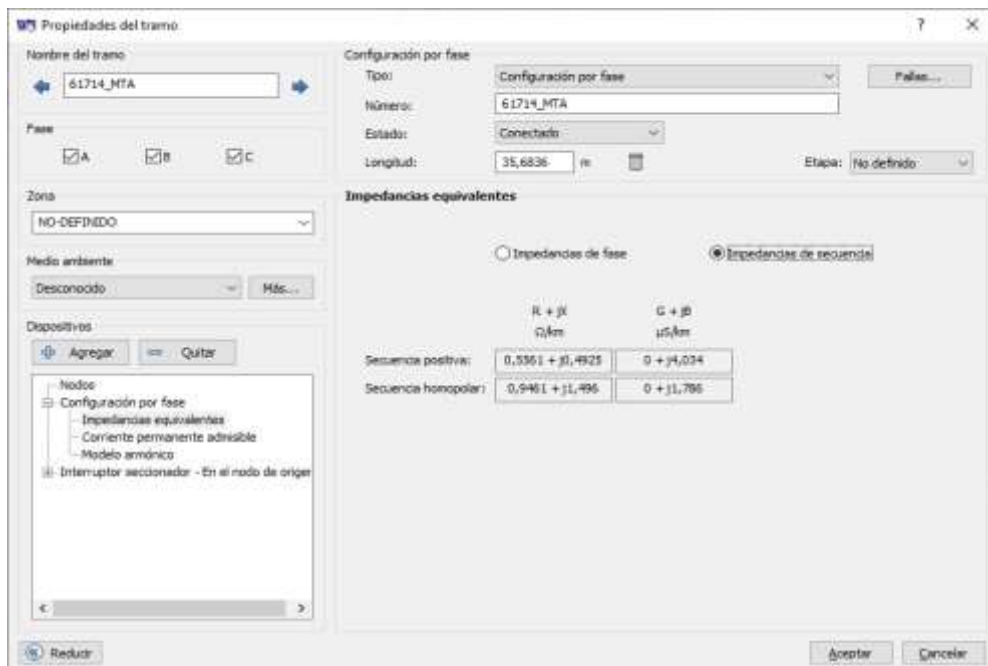 Propiedades del tramo
?
Nombre del tramo
61714_MTA
Fase
A B C
Zona
NO-DEFINIDO
Medio ambiente
Desconocido Más...
Dispositivos
Agregar Quitar
Nodos
Configuración por fase
Impedancias equivalentes
Corriente permanente admisible
Modelo armónico
Interruptor seccionador - En el nodo de origen
Reducir
Configuración por fase
Tipo: Configuración por fase Fallas...
Número: 61714_MTA
Estado: Conectado
Longitud: 35,6836 m Etapa: No definido
Impedancias equivalentes
Impedancias de fase Impedancias de secuencia
R + jX G + jB
Ω/km µS/km
Secuencia positiva: 0,5561 + j0,4925 0 + j4,034
Secuencia homopolar: 0,9461 + j1,496 0 + j1,786
Aceptar Cancelar